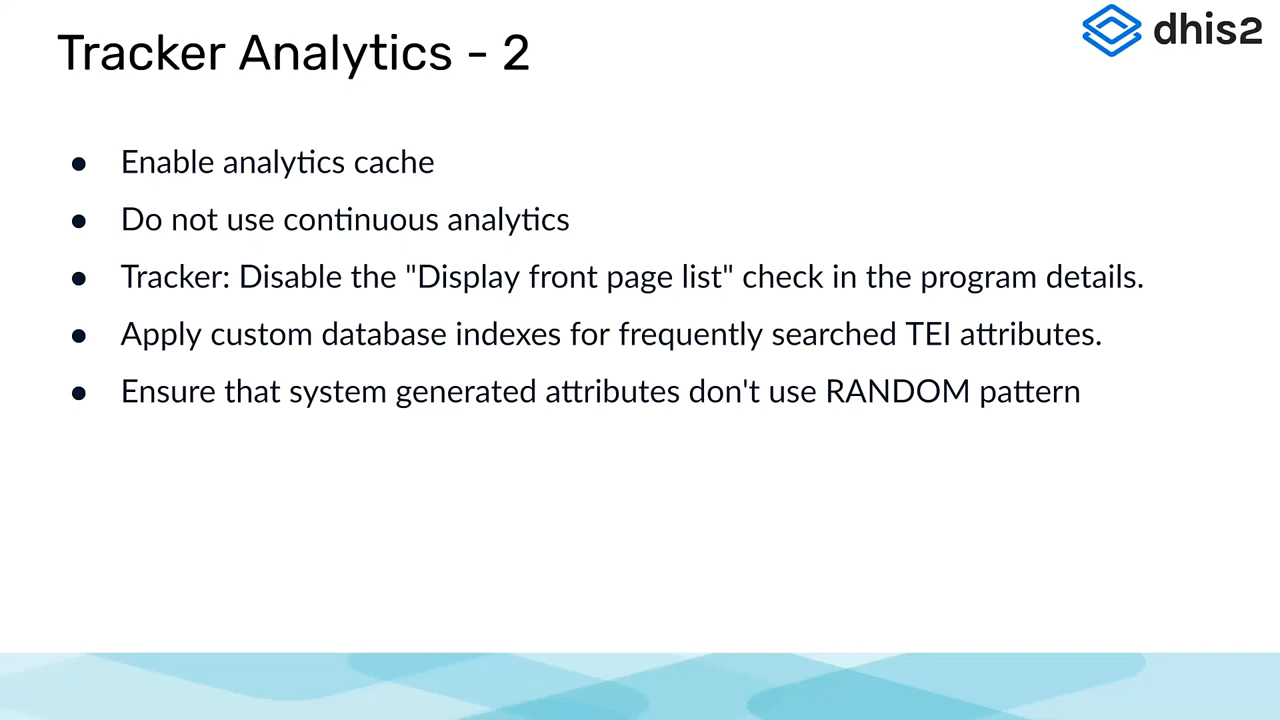 Tracker Analytics - 2
dhis2
● Enable analytics cache
● Do not use continuous analytics
● Tracker: Disable the "Display front page list" check in the program details.
● Apply custom database indexes for frequently searched TEI attributes.
● Ensure that system generated attributes don't use RANDOM pattern